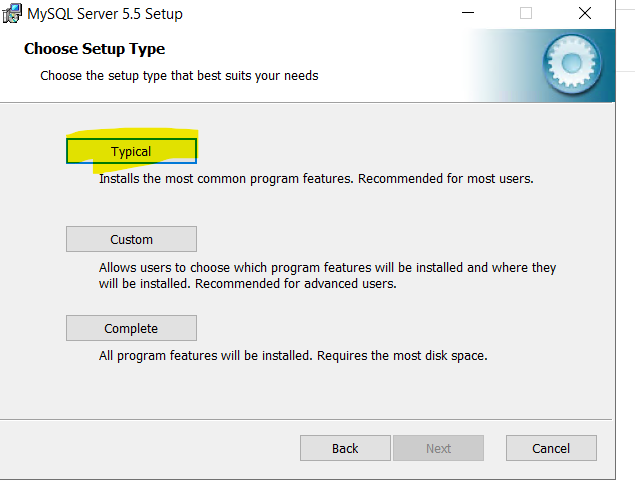 MySQL Server 5.5 Setup
Choose Setup Type
Choose the setup type that best suits your needs
Typical
Installs the most common program features. Recommended for most users.
Custom
Allows users to choose which program features will be installed and where they
will be installed. Recommended for advanced users.
Complete
All program features will be installed. Requires the most disk space.
Back Next Cancel